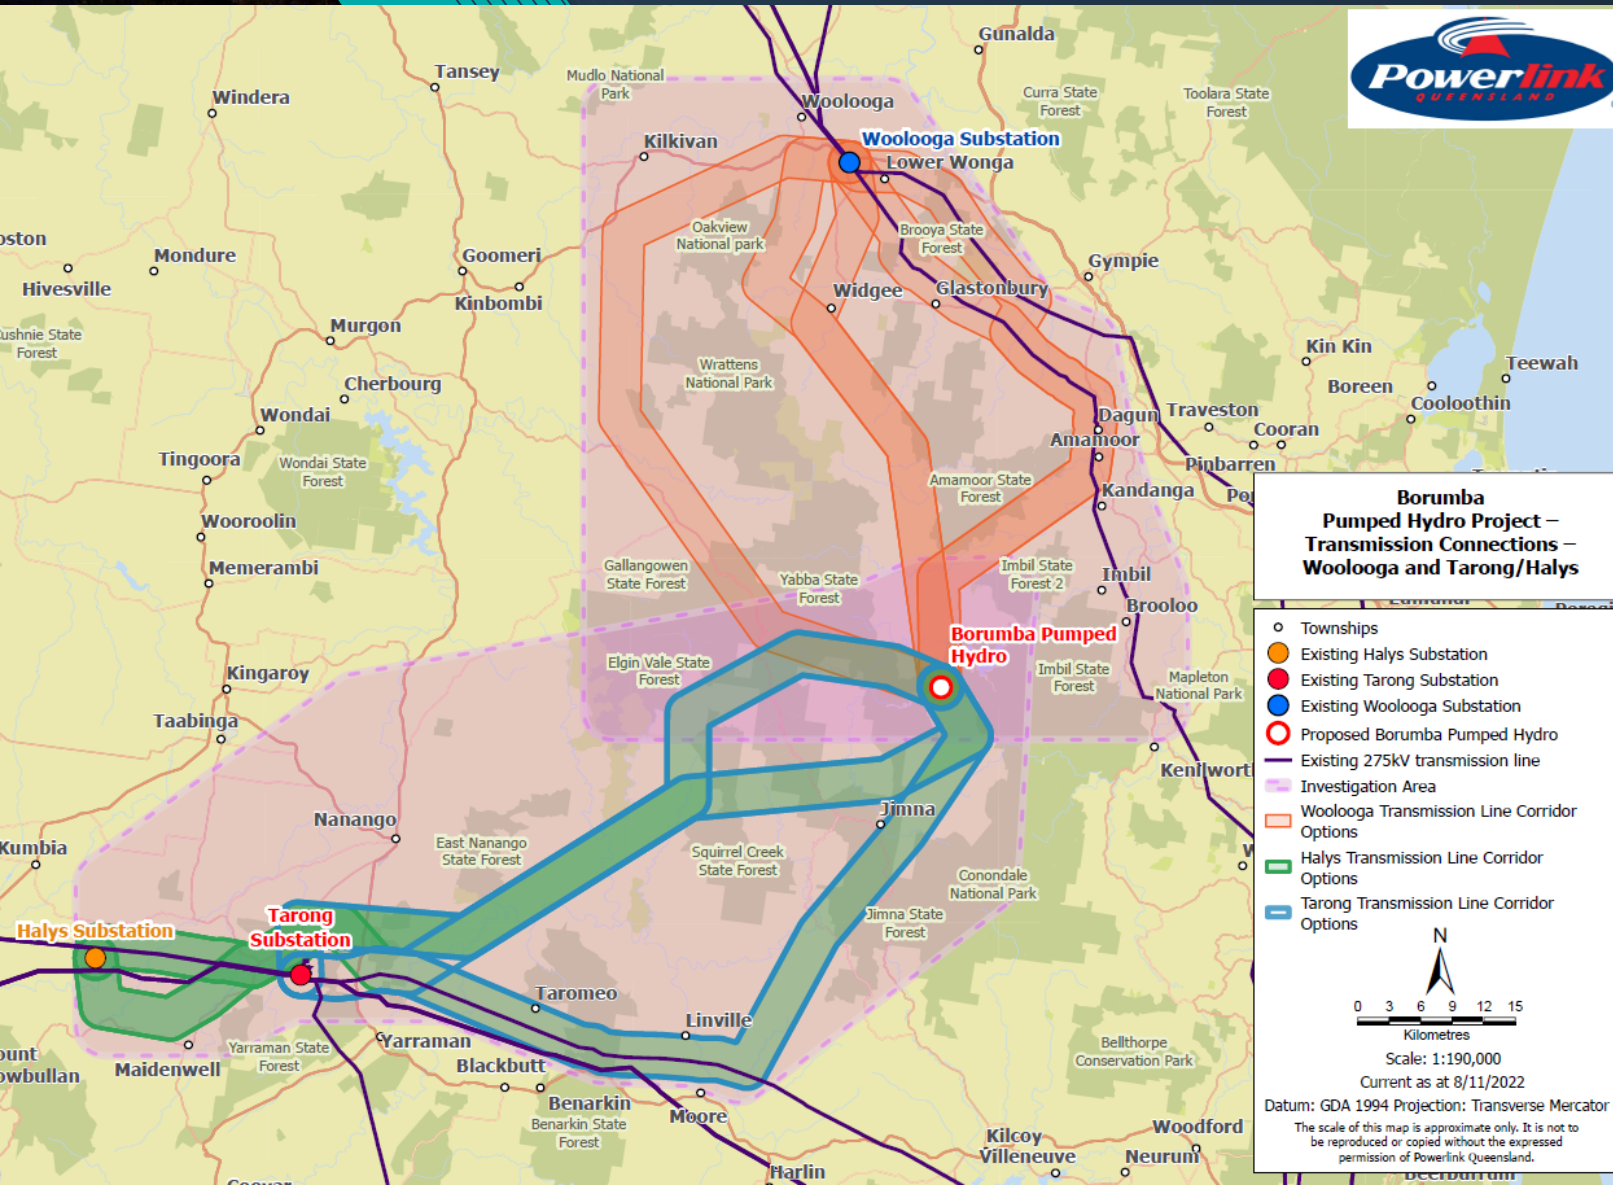 Powerlink
QUEENSLAND
Gunalda
Tansey
Mudlo National
Park
Windera
Curra State
Forest
Toolara State
Forest
Woolooga
Woolooga Substation
Kilkivan
Lower Wonga
Oakview
National park
Brooya State
Forest
Mondure
Goomeri
Gympie
Hivesville
Kinbombi
Widgee
Glastonbury
Murgon
Forest
Kin Kin
Teewah
Wrattens
National Park
Cherbourg
Boreen
Cooloothin
Wondai
Dagun
Traveston
Amamoor
Cooran
Tingoora
Wondai State
Forest
Pinbarren
Amamoor State
Forest
Kandanga
Wooroolin
Memerambi
Gallangowen
State Forest
Yabba State
Forest
Imbil State
Forest 2
Imbil
Brooloo
Borumba Pumped
Hydro
Elgin Vale State
Forest
Imbil State
Forest
Mapleton
National Park
Kingaroy
Taabinga
Jimna
Nanango
Kumbia
East Nanango
State Forest
Squirrel Creek
State Forest
Conondale
National Park
Jimna State
Forest
Halys Substation
Tarong
Substation
Taromeo
Linville
Yarraman State
Forest
Yarraman
Maidenwell
Blackbutt
Bellthorpe
Conservation Park
Benarkin
Benarkin State
Forest
Moore
Kilcoy
Villeneuve
Woodford
Neurum
Harlin
Borumba
Pumped Hydro Project –
Transmission Connections –
Woolooga and Tarong/Halys
Townships
Existing Halys Substation
Existing Tarong Substation
Existing Woolooga Substation
Proposed Borumba Pumped Hydro
Existing 275kV transmission line
Investigation Area
Woolooga Transmission Line Corridor
Options
Halys Transmission Line Corridor
Options
Tarong Transmission Line Corridor
Options
N
0 3 6 9 12 15
Kilometres
Scale: 1:190,000
Current as at 8/11/2022
Datum: GDA 1994 Projection: Transverse Mercator
The scale of this map is approximate only. It is not to
be reproduced or copied without the expressed
permission of Powerlink Queensland.